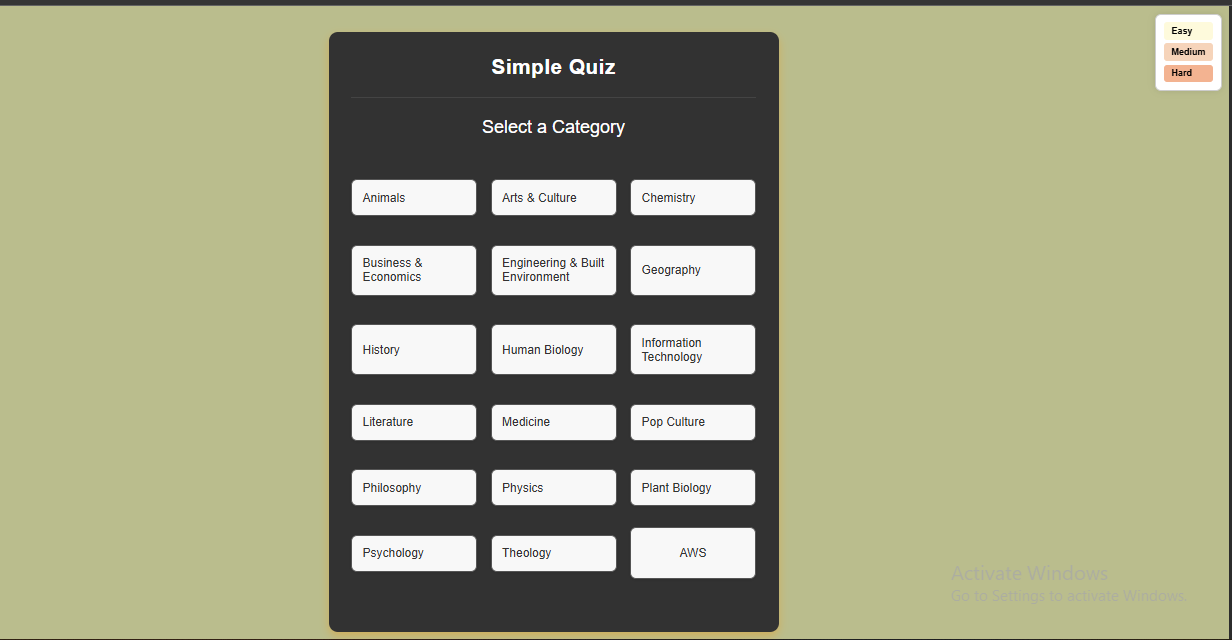 Simple Quiz
Select a Category
Easy
Medium
Hard
Animals
Arts & Culture
Chemistry
Business &
Economics
Engineering & Built
Environment
Geography
History
Human Biology
Information
Technology
Literature
Medicine
Pop Culture
Philosophy
Physics
Plant Biology
Psychology
Theology
AWS
Activate Windows
Go to Settings to activate Windows.